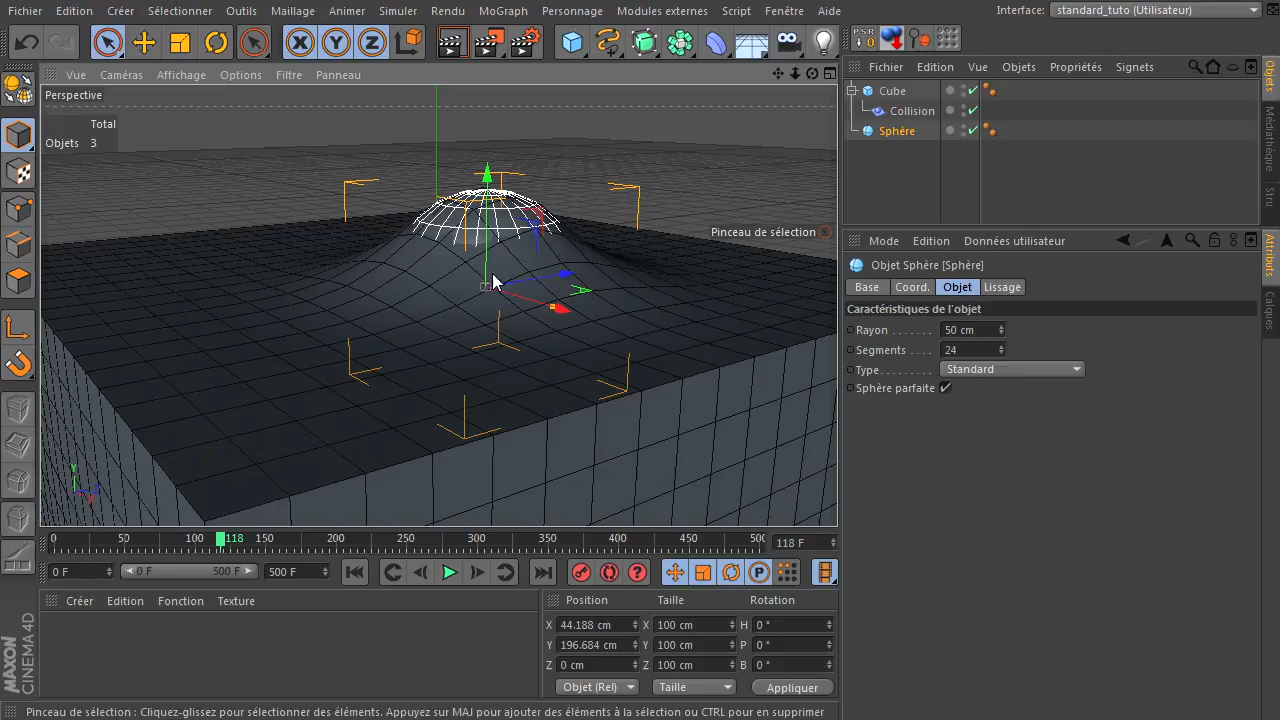 Fichier Edition Créer Sélectionner Outils Maillage Animer Simuler Rendu MoGraph Personnage Modules externes Script Fenêtre Aide
Interface: standard_tuto (Utilisateur)
PSR
0
Vue Caméras Affichage Options Filtre Panneau
Perspective
Total
Objets 3
Pinceau de sélection
Y
Fichier Edition Vue Objets Propriétés Signets
Cube
Collision
Sphère
Objets
Médiathèque
Stru
Mode Edition Données utilisateur
Attributs
Calques
Objet Sphère [Sphère]
Base Coord. Objet Lissage
Caractéristiques de l'objet
Rayon . . . . . . . 50 cm
Segments . . . . 24
Type . . . . . . . . . Standard
Sphère parfaite
0 50 100 118 150 200 250 300 350 400 450 500 118 F
0 F 0 F 500 F 500 F
Créer Edition Fonction Texture
Position Taille Rotation
X 44.188 cm X 100 cm H 0 °
Y 196.684 cm Y 100 cm P 0 °
Z 0 cm Z 100 cm B 0 °
Objet (Rel) Taille Appliquer
MAXON
CINEMA 4D
Pinceau de sélection : Cliquez-glissez pour sélectionner des éléments. Appuyez sur MAJ pour ajouter des éléments à la sélection ou CTRL pour en supprimer